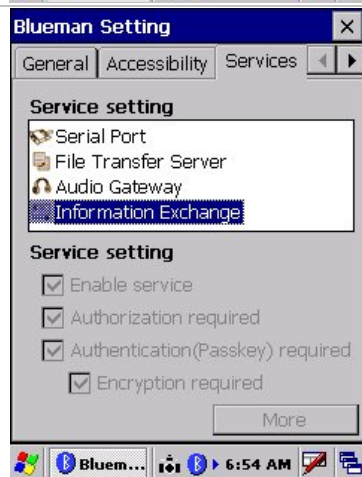 Blueman Setting
General Accessibility Services
Service setting
Serial Port
File Transfer Server
Audio Gateway
Information Exchange
Service setting
Enable service
Authorization required
Authentication(Passkey) required
Encryption required
More
Bluem... 6:54 AM